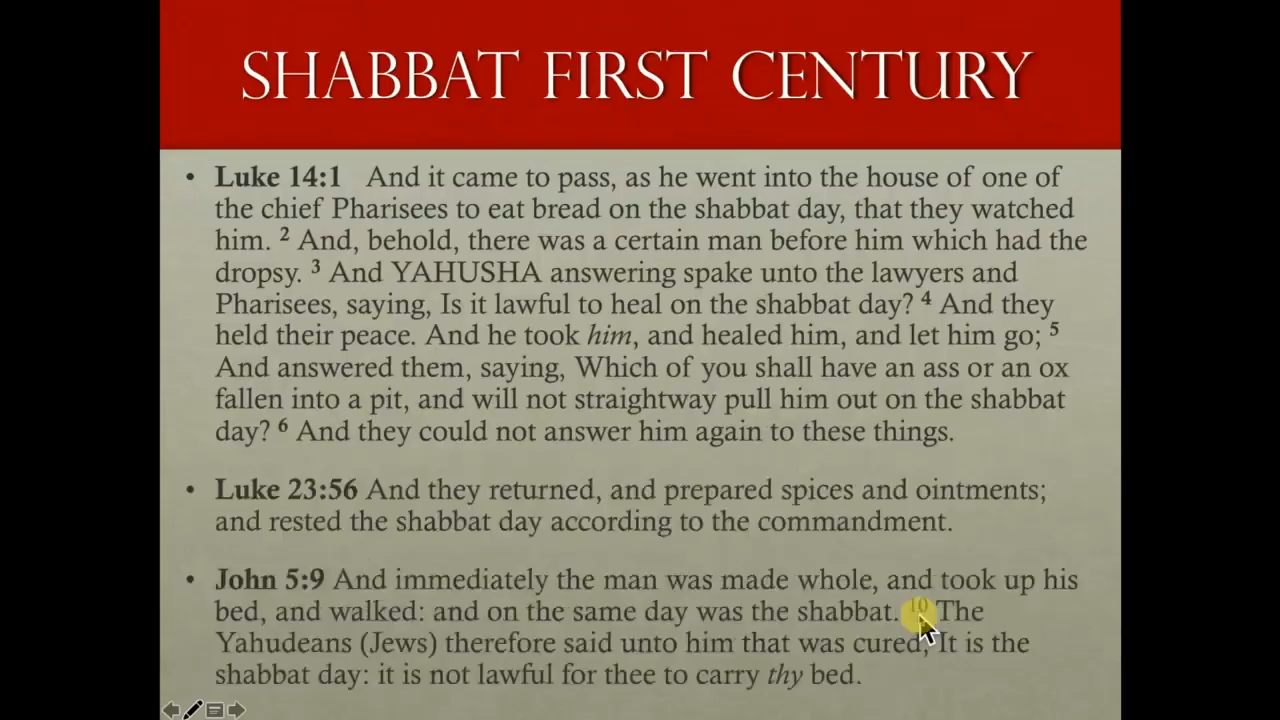 SHABBAT FIRST CENTURY
• Luke 14:1 And it came to pass, as he went into the house of one of
the chief Pharisees to eat bread on the shabbat day, that they watched
him. 2 And, behold, there was a certain man before him which had the
dropsy. 3 And YAHUSHA answering spake unto the lawyers and
Pharisees, saying, Is it lawful to heal on the shabbat day? 4 And they
held their peace. And he took him, and healed him, and let him go; 5
And answered them, saying, Which of you shall have an ass or an ox
fallen into a pit, and will not straightway pull him out on the shabbat
day? 6 And they could not answer him again to these things.
• Luke 23:56 And they returned, and prepared spices and ointments;
and rested the shabbat day according to the commandment.
• John 5:9 And immediately the man was made whole, and took up his
bed, and walked: and on the same day was the shabbat. 10 The
Yahudeans (Jews) therefore said unto him that was cured, It is the
shabbat day: it is not lawful for thee to carry thy bed.